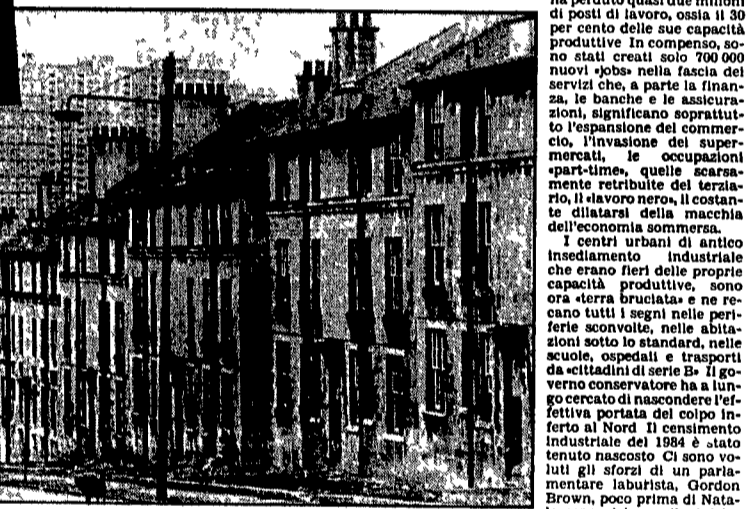 ha perduto quasi due milioni
di posti di lavoro, ossia il 30
per cento delle sue capacità
produttive In compenso, so-
no stati creati solo 700 000
nuovi «jobs» nella fascia dei
servizi che, a parte la finan-
za, le banche e le assicura-
zioni, significano soprattut-
to l'espansione del commer-
cio, l'invasione dei super-
mercati, le occupazioni
«part-time», quelle scarsa-
mente retribuite del terzia-
rio, il «lavoro nero», il costan-
te dilatarsi della macchia
dell'economia sommersa.
I centri urbani di antico
insediamento industriale
che erano fieri delle proprie
capacità produttive, sono
ora «terra bruciata» e ne re-
cano tutti i segni nelle peri-
ferie sconvolte, nelle abita-
zioni sotto lo standard, nelle
scuole, ospedali e trasporti
da «cittadini di serie B» Il go-
verno conservatore ha a lun-
go cercato di nascondere l'ef-
fettiva portata del colpo in-
ferto al Nord Il censimento
industriale del 1984 è stato
tenuto nascosto Ci sono vo-
luti gli sforzi di un parla-
mentare laburista, Gordon
Brown, poco prima di Nata-